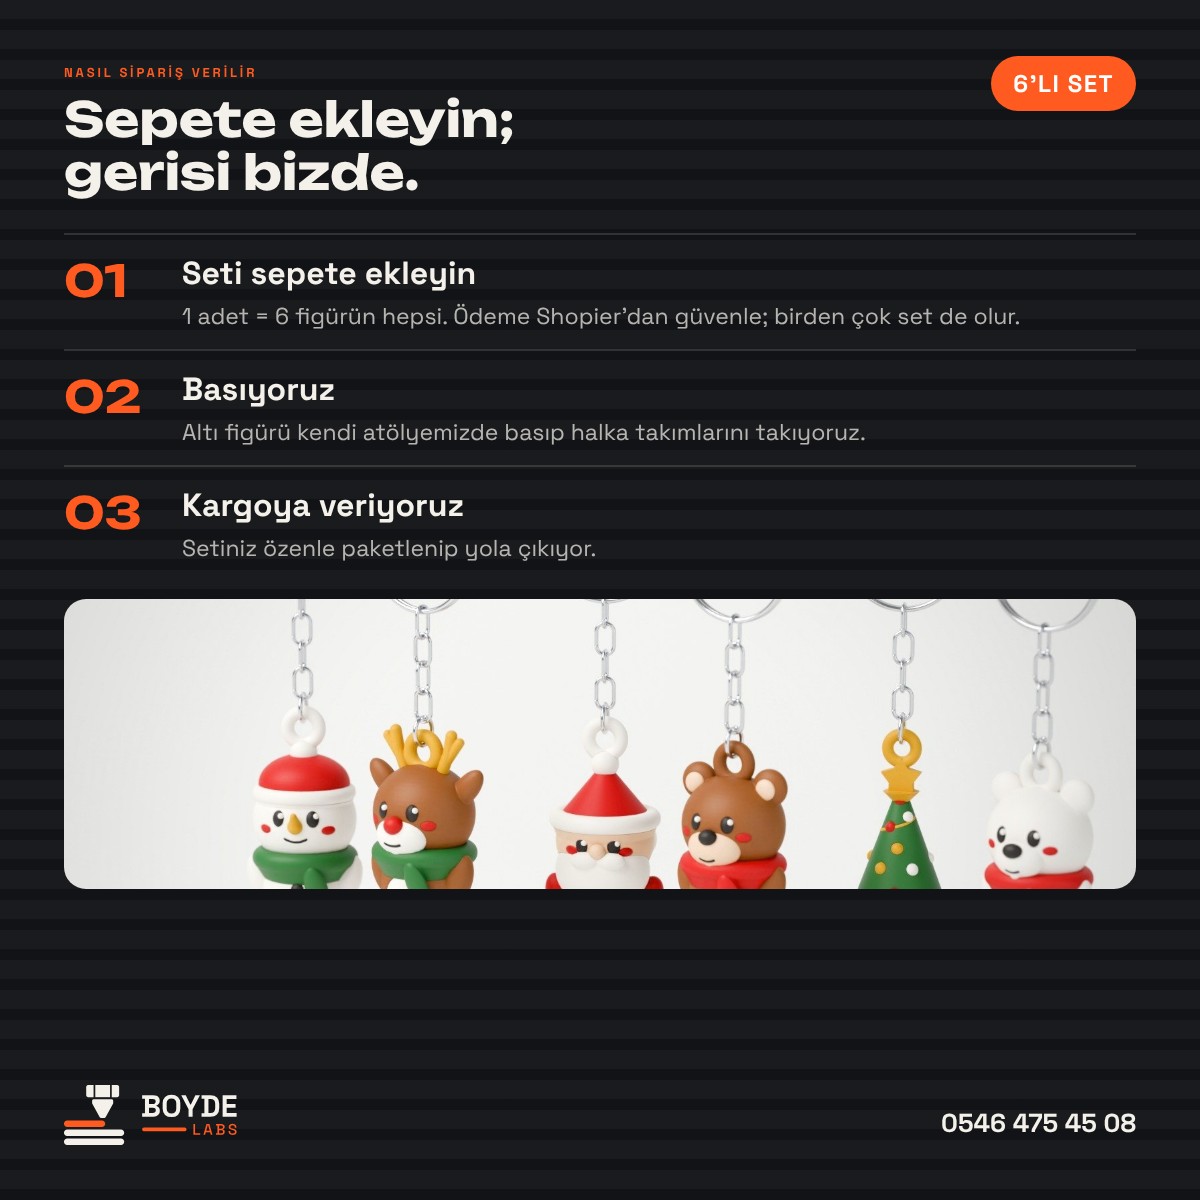 NASIL SİPARİŞ VERİLİR
6’LI SET
Sepete ekleyin;
gerisi bizde.
01
Seti sepete ekleyin
1 adet = 6 figürün hepsi. Ödeme Shopier’dan güvenle; birden çok set de olur.
02
Basıyoruz
Altı figürü kendi atölyemizde basıp halka takımlarını takıyoruz.
03
Kargoya veriyoruz
Setiniz özenle paketlenip yola çıkıyor.
BOYDE
LABS
0546 475 45 08